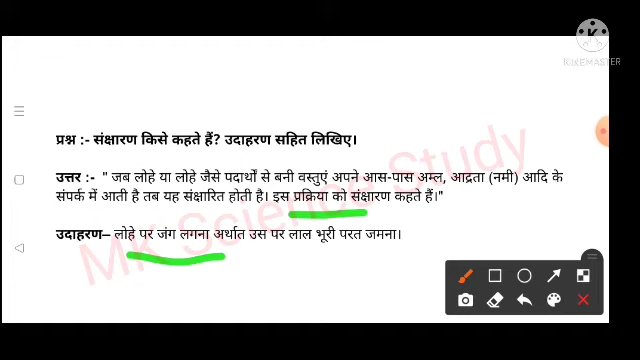 KINEMASTER
प्रश्न :- संक्षारण किसे कहते हैं? उदाहरण सहित लिखिए।
उत्तर :- " जब लोहे या लोहे जैसे पदार्थों से बनी वस्तुएं अपने आस-पास अम्ल, आद्रता (नमी) आदि के
संपर्क में आती है तब यह संक्षारित होती है। इस प्रक्रिया को संक्षारण कहते हैं।"
उदाहरण– लोहे पर जंग लगना अर्थात उस पर लाल भूरी परत जमना।
MK Science Study